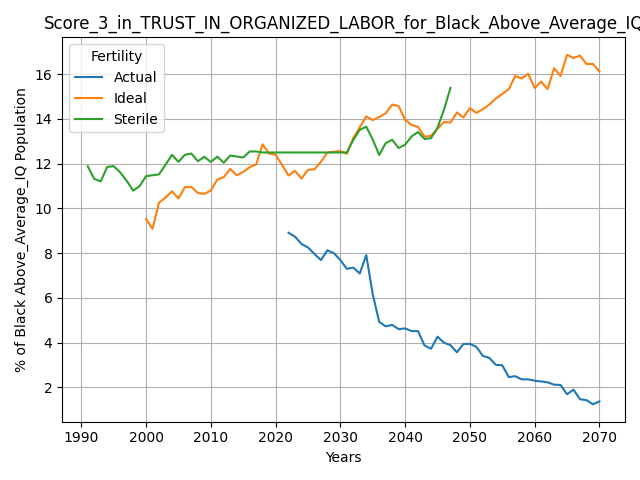 Score_3_in_TRUST_IN_ORGANIZED_LABOR_for_Black_Above_Average_IQ
Fertility
Actual
Ideal
Sterile
% of Black Above_Average_IQ Population
16
14
12
10
8
6
4
2
1990 2000 2010 2020 2030 2040 2050 2060 2070
Years